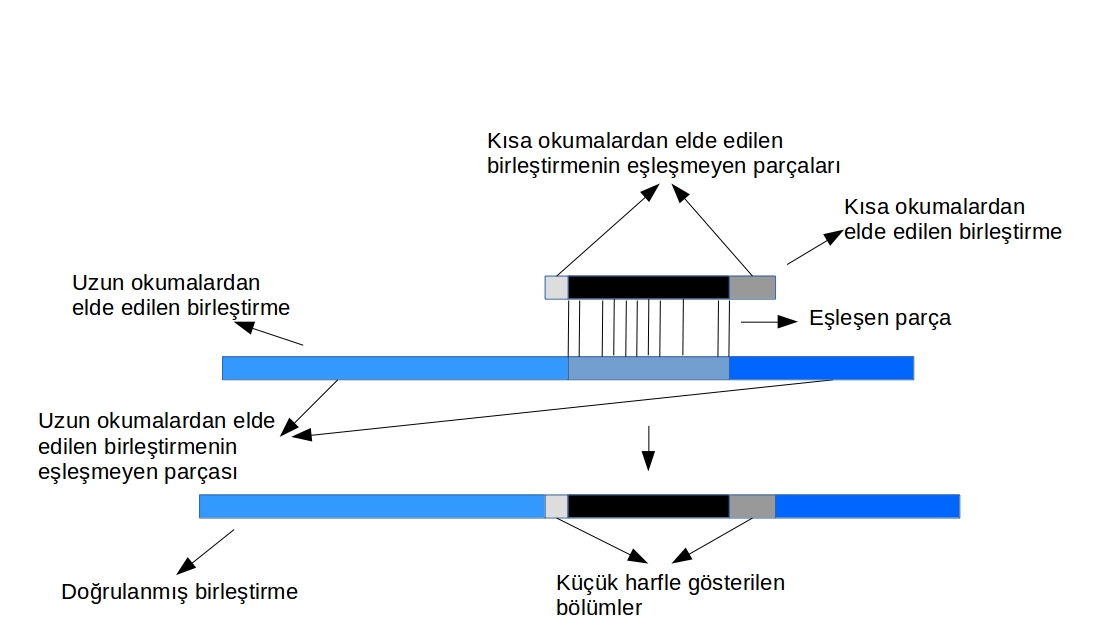 Kısa okumalardan elde edilen
birleştirmenin eşleşmeyen parçaları
Kısa okumalardan
elde edilen birleştirme
Uzun okumalardan
elde edilen birleştirme
Eşleşen parça
Uzun okumalardan elde
edilen birleştirmenin
eşleşmeyen parçası
Doğrulanmış birleştirme
Küçük harfle gösterilen
bölümler